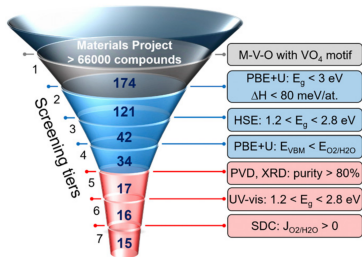 Materials Project
> 66000 compounds
M-V-O with VO4 motif
1
174
PBE+U: Eg < 3 eV
ΔH < 80 meV/at.
2
121
HSE: 1.2 < Eg < 2.8 eV
3
42
PBE+U: EVBM < EO2/H2O
4
34
PVD, XRD: purity > 80%
5
17
UV-vis: 1.2 < Eg < 2.8 eV
6
16
SDC: JO2/H2O > 0
7
15
Screening tiers